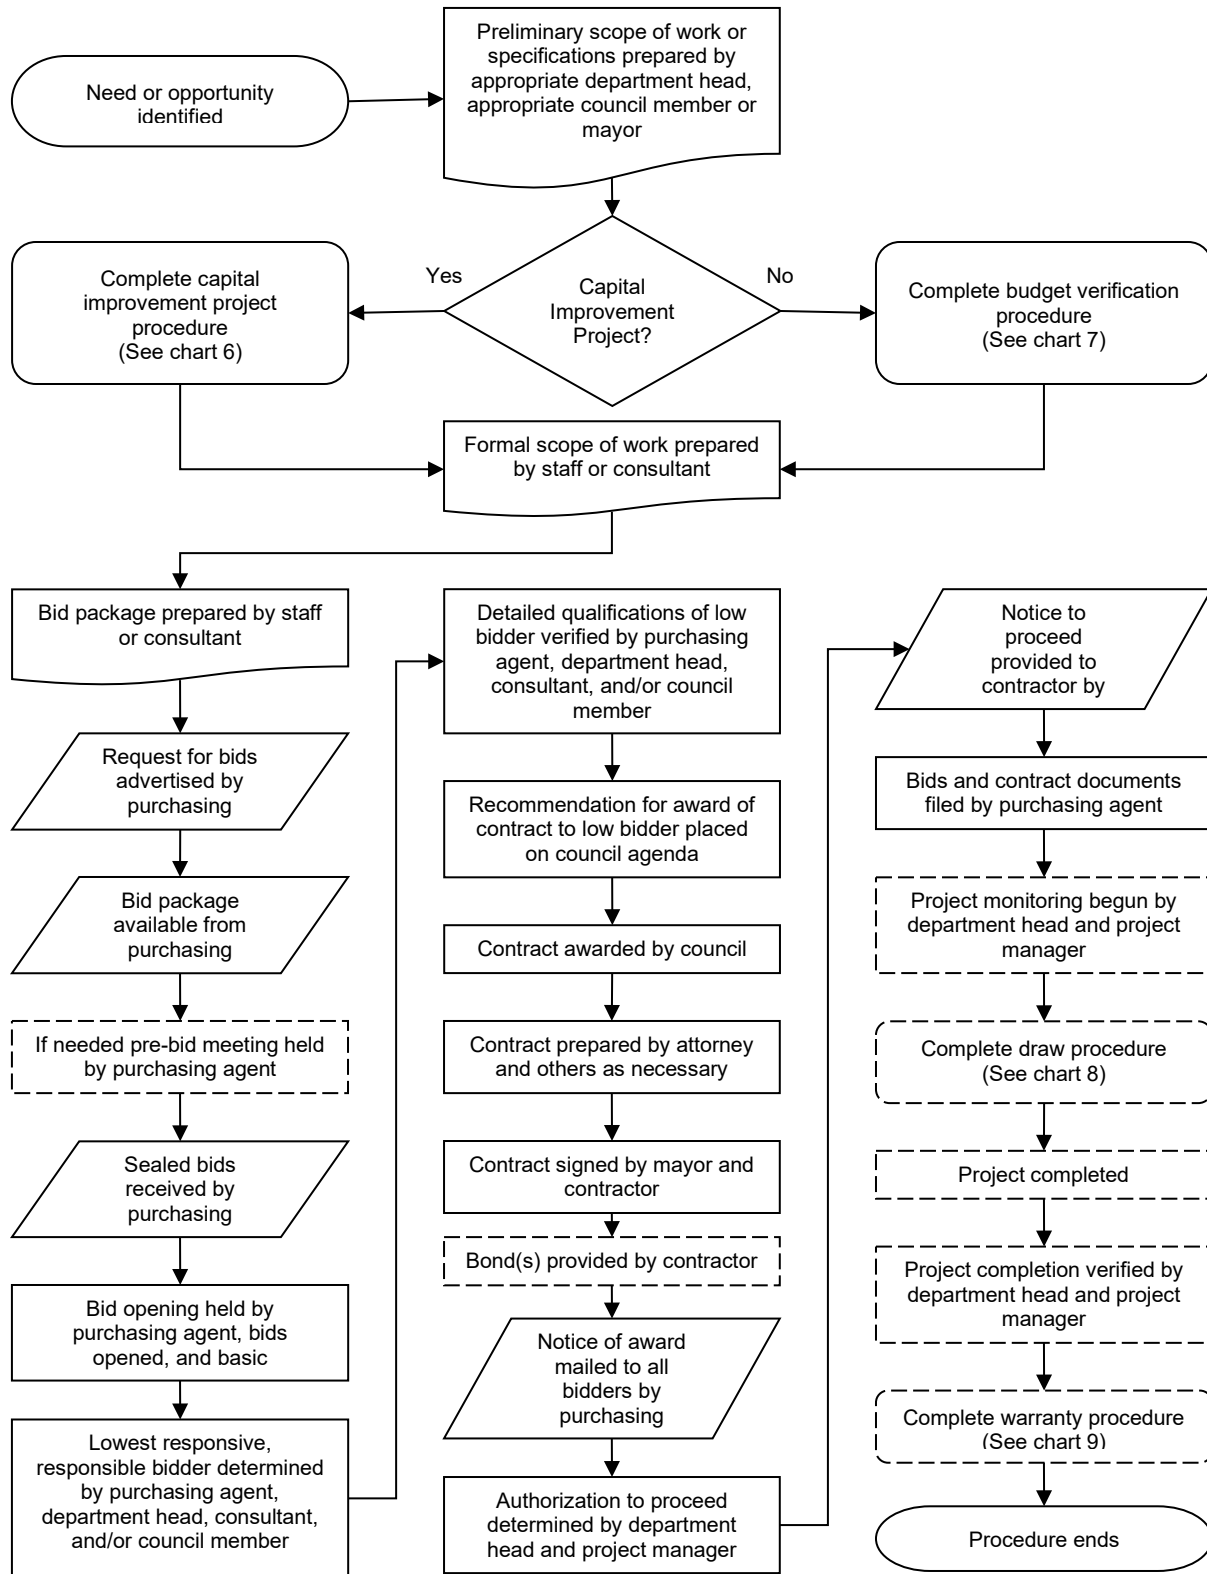 Need or opportunity
identified
Preliminary scope of work or
specifications prepared by
appropriate department head,
appropriate council member or
mayor
Capital
Improvement
Project?
Yes
No
Complete capital
improvement project
procedure
(See chart 6)
Complete budget verification
procedure
(See chart 7)
Formal scope of work prepared
by staff or consultant
Bid package prepared by staff
or consultant
Request for bids
advertised by
purchasing
Bid package
available from
purchasing
If needed pre-bid meeting held
by purchasing agent
Sealed bids
received by
purchasing
Bid opening held by
purchasing agent, bids
opened, and basic
Lowest responsive,
responsible bidder determined
by purchasing agent,
department head, consultant,
and/or council member
Detailed qualifications of low
bidder verified by purchasing
agent, department head,
consultant, and/or council
member
Recommendation for award of
contract to low bidder placed
on council agenda
Contract awarded by council
Contract prepared by attorney
and others as necessary
Contract signed by mayor and
contractor
Bond(s) provided by contractor
Notice of award
mailed to all
bidders by
purchasing
Authorization to proceed
determined by department
head and project manager
Notice to
proceed
provided to
contractor by
Bids and contract documents
filed by purchasing agent
Project monitoring begun by
department head and project
manager
Complete draw procedure
(See chart 8)
Project completed
Project completion verified by
department head and project
manager
Complete warranty procedure
(See chart 9)
Procedure ends